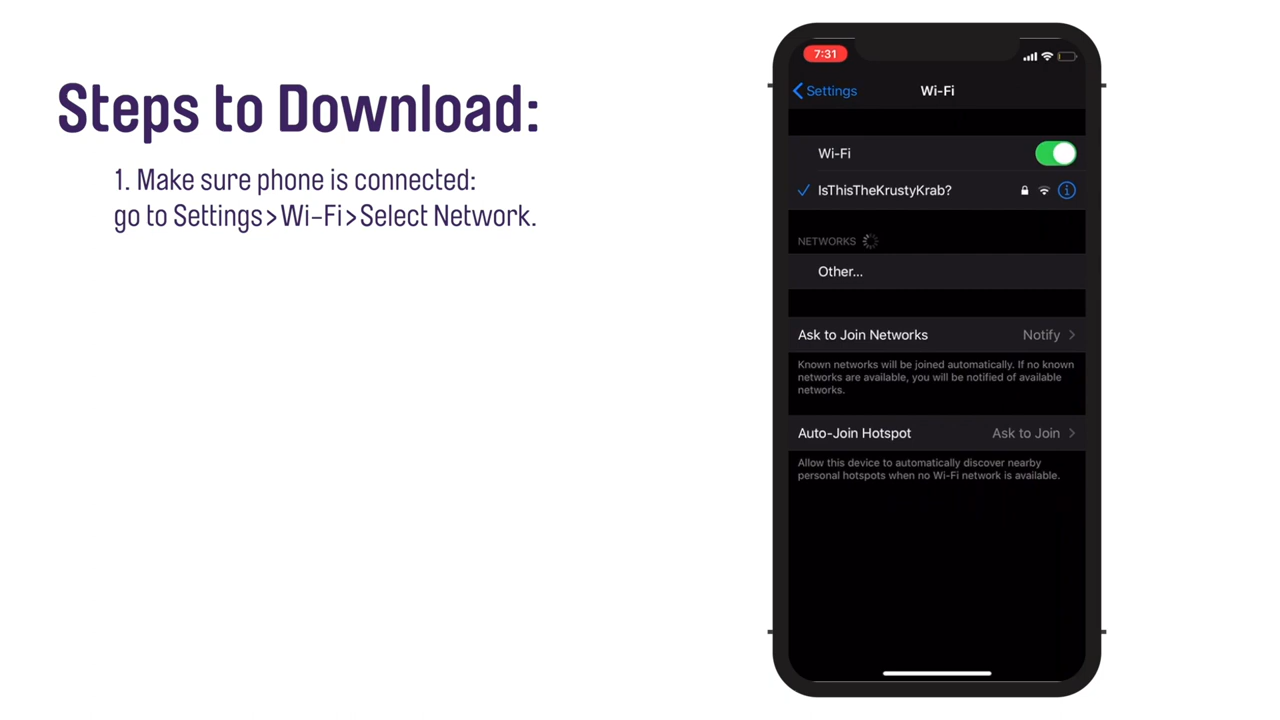 Steps to Download:
1. Make sure phone is connected:
go to Settings>Wi-Fi>Select Network.
7:31
Settings
Wi-Fi
Wi-Fi
IsThisTheKrustyKrab?
NETWORKS
Other...
Ask to Join Networks Notify
Known networks will be joined automatically. If no known
networks are available, you will be notified of available
networks.
Auto-Join Hotspot Ask to Join
Allow this device to automatically discover nearby
personal hotspots when no Wi-Fi network is available.